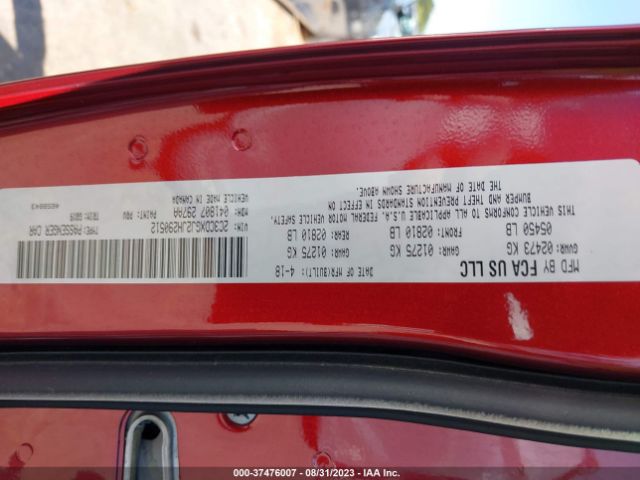 MFD BY FCA US LLC DATE OF MFR(BUILT): 4-18
GVWR: 02473 KG GAWR: 01275 KG GAWR: 01275 KG
05450 LB FRONT: 02810 LB REAR: 02810 LB
THIS VEHICLE CONFORMS TO ALL APPLICABLE U.S.A. FEDERAL MOTOR VEHICLE SAFETY,
BUMPER AND THEFT PREVENTION STANDARDS IN EFFECT ON
THE DATE OF MANUFACTURE SHOWN ABOVE.
VIN: 2C3CDXGJ2JH290512
TYPE: PASSENGER CAR
MDH: 041807 297AA PAINT: PRV TRIM:
VEHICLE MADE IN CANADA
000-37476007 - 08/31/2023 - IAA Inc.